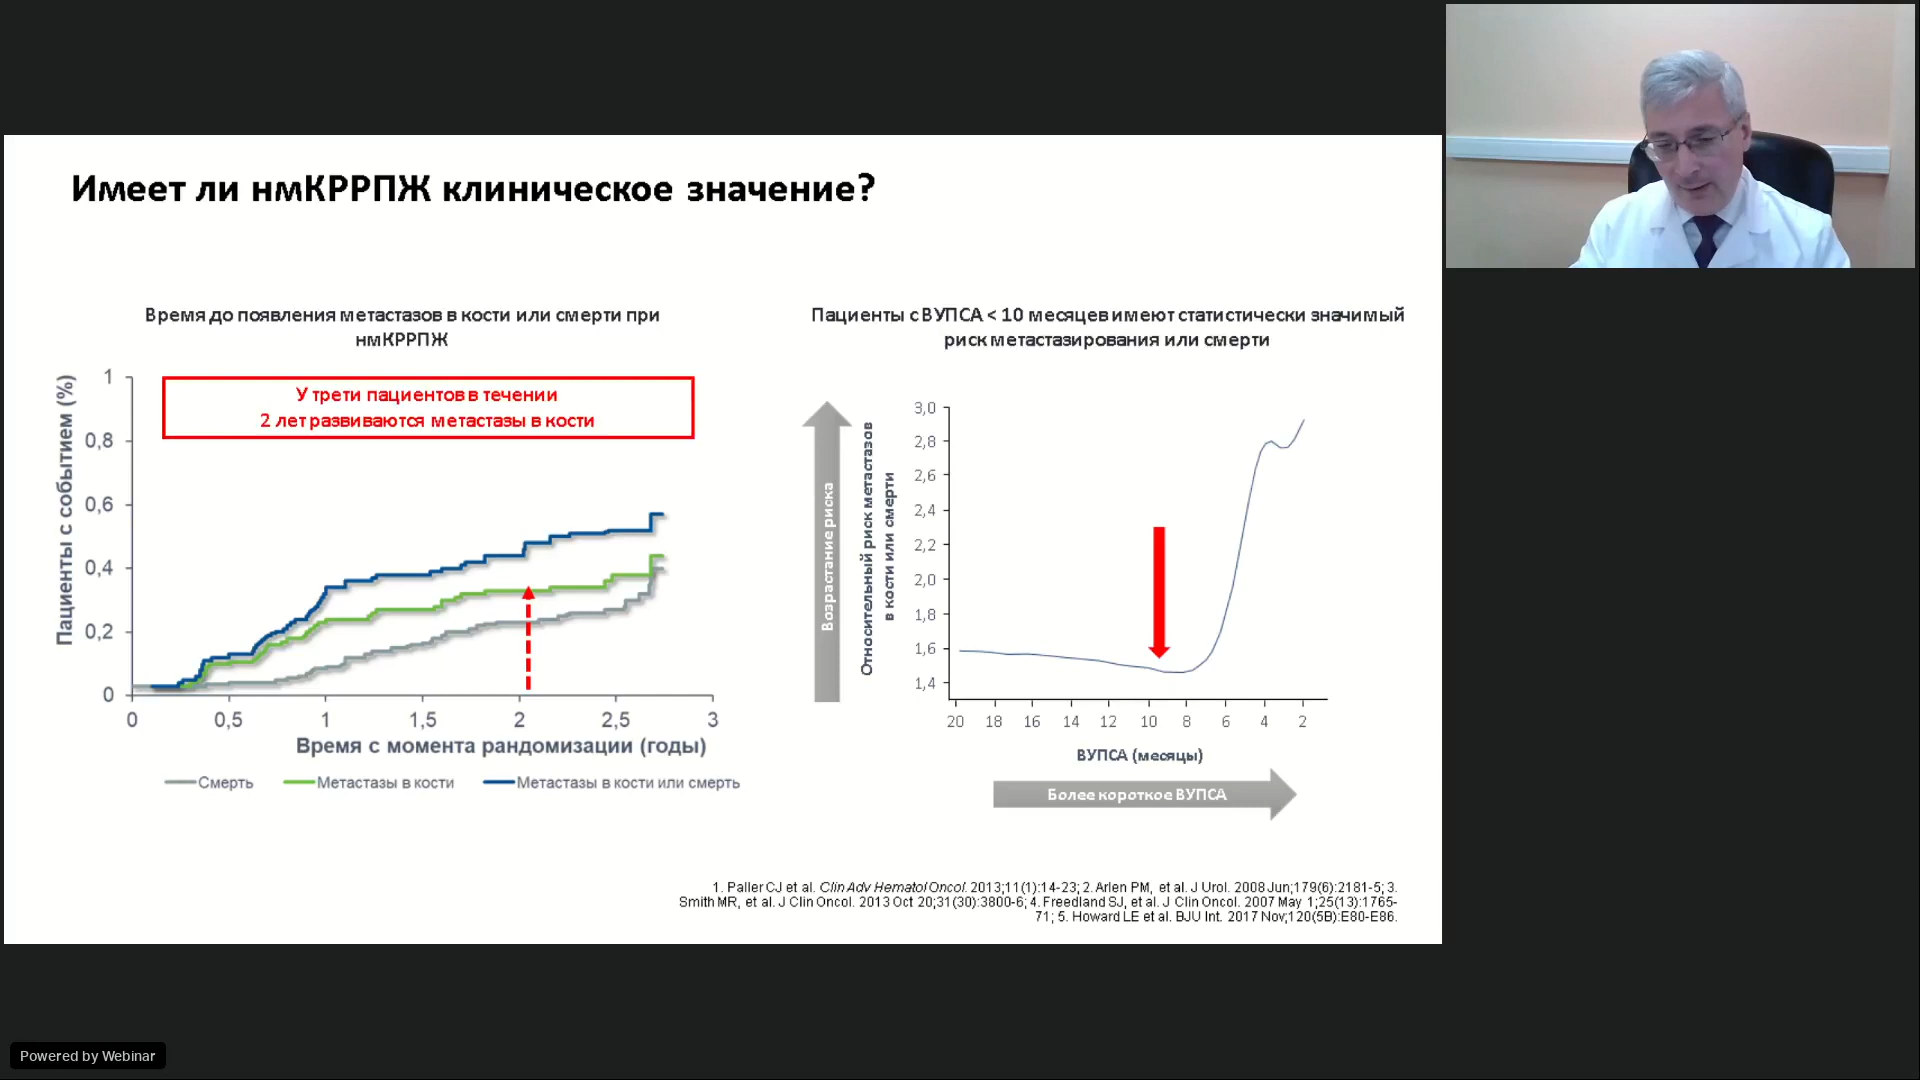 Имеет ли нмКРРПЖ клиническое значение?
Время до появления метастазов в кости или смерти при
нмКРРПЖ
У трети пациентов в течении
2 лет развиваются метастазы в кости
Пациенты с событием (%)
1
0,8
0,6
0,4
0,2
0
0 0,5 1 1,5 2 2,5 3
Время с момента рандомизации (годы)
Смерть Метастазы в кости Метастазы в кости или смерть
Пациенты с ВУПСА < 10 месяцев имеют статистически значимый
риск метастазирования или смерти
Возрастание риска
Относительный риск метастазов
в кости или смерти
3,0
2,8
2,6
2,4
2,2
2,0
1,8
1,6
1,4
20 18 16 14 12 10 8 6 4 2
ВУПСА (месяцы)
Более короткое ВУПСА
1. Paller CJ et al. Clin Adv Hematol Oncol. 2013;11(1):14-23; 2. Arlen PM, et al. J Urol. 2008 Jun;179(6):2181-5; 3.
Smith MR, et al. J Clin Oncol. 2013 Oct 20;31(30):3800-6; 4. Freedland SJ, et al. J Clin Oncol. 2007 May 1;25(13):1765-
71; 5. Howard LE et al. BJU Int. 2017 Nov;120(5B):E80-E86.
Powered by Webinar